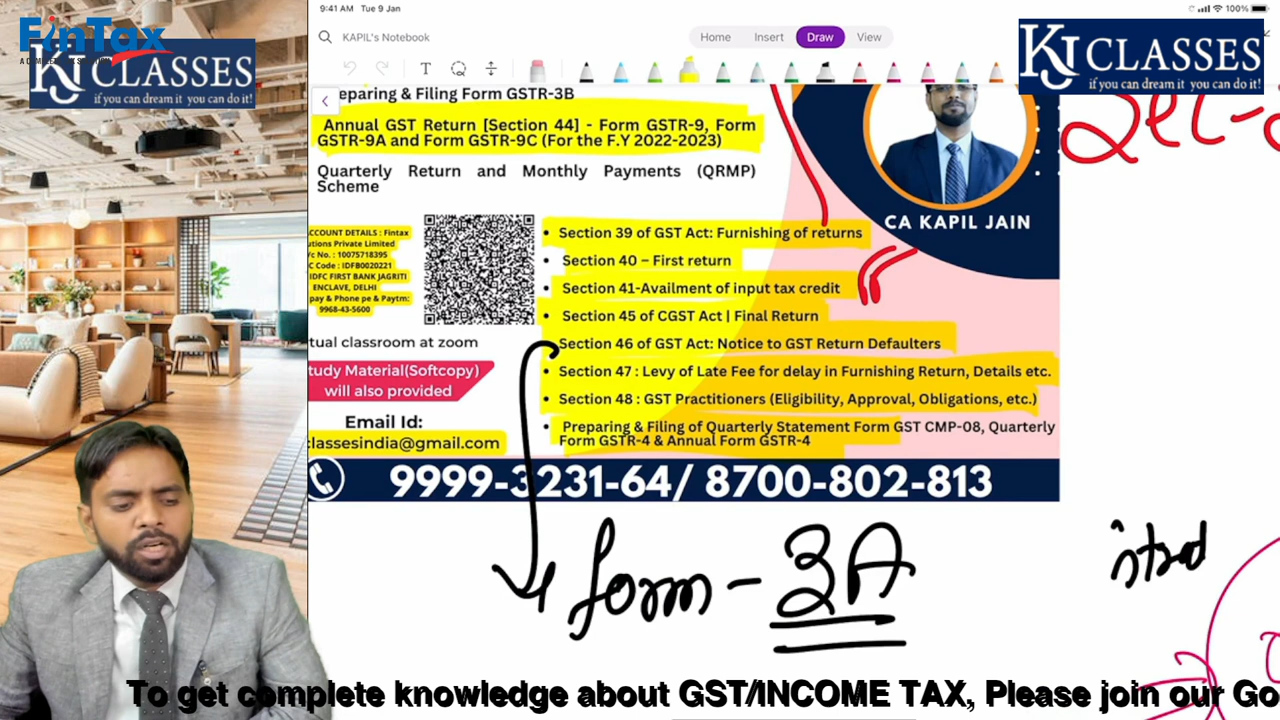 9:41 AM Tue 9 Jan
100%
FinTax
KJ CLASSES
if you can dream it you can do it!
KAPIL's Notebook
Home Insert Draw View
KJ CLASSES
if you can dream it you can do it!
eparing & Filing Form GSTR-3B
Annual GST Return [Section 44] - Form GSTR-9, Form
GSTR-9A and Form GSTR-9C (For the F.Y 2022-2023)
Quarterly Return and Monthly Payments (QRMP)
Scheme
CCOUNT DETAILS : Fintax
utions Private Limited
/c No. : 10075718395
C Code : IDFB0020221
IDFC FIRST BANK JAGRITI
ENCLAVE, DELHI
pay & Phone pe & Paytm:
9968-43-5600
tual classroom at zoom
tudy Material(Softcopy)
will also provided
Email Id:
classesindia@gmail.com
CA KAPIL JAIN
• Section 39 of GST Act: Furnishing of returns
• Section 40 – First return
• Section 41-Availment of input tax credit
• Section 45 of CGST Act | Final Return
Section 46 of GST Act: Notice to GST Return Defaulters
• Section 47 : Levy of Late Fee for delay in Furnishing Return, Details etc.
• Section 48 : GST Practitioners (Eligibility, Approval, Obligations, etc.)
• Preparing & Filing of Quarterly Statement Form GST CMP-08, Quarterly
Form GSTR-4 & Annual Form GSTR-4
9999-3231-64/ 8700-802-813
form - 3A
To get complete knowledge about GST/INCOME TAX, Please join our Go